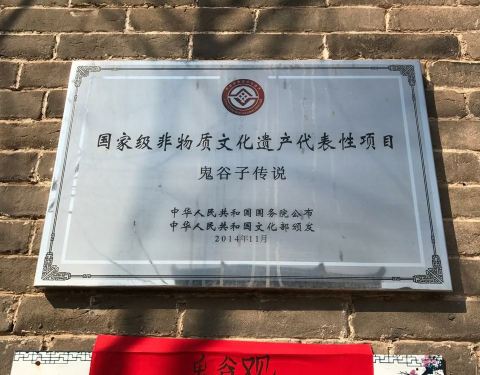 国家级非物质文化遗产代表性项目
鬼谷子传说
中华人民共和国国务院公布
中华人民共和国文化部颁发
2014年11月